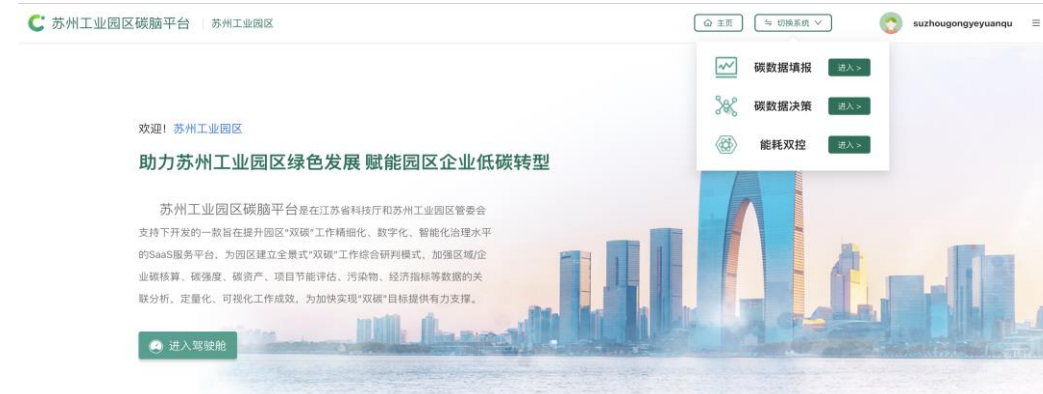 苏州工业园区碳脑平台 苏州工业园区 主页 切换系统 suzhougongyeyuanqu
碳数据填报 进入 >
碳数据决策 进入 >
能耗双控 进入 >
欢迎! 苏州工业园区
助力苏州工业园区绿色发展 赋能园区企业低碳转型
苏州工业园区碳脑平台是在江苏省科技厅和苏州工业园区管委会
支持下开发的一款旨在提升园区“双碳”工作精细化、数字化、智能化治理水平
的SaaS服务平台，为园区建立全景式“双碳”工作综合研判模式，加强区域/企
业碳核算、碳强度、碳资产、项目节能评估、污染物、经济指标等数据的关
联分析，定量化、可视化工作成效，为加快实现“双碳”目标提供有力支撑。
进入驾驶舱